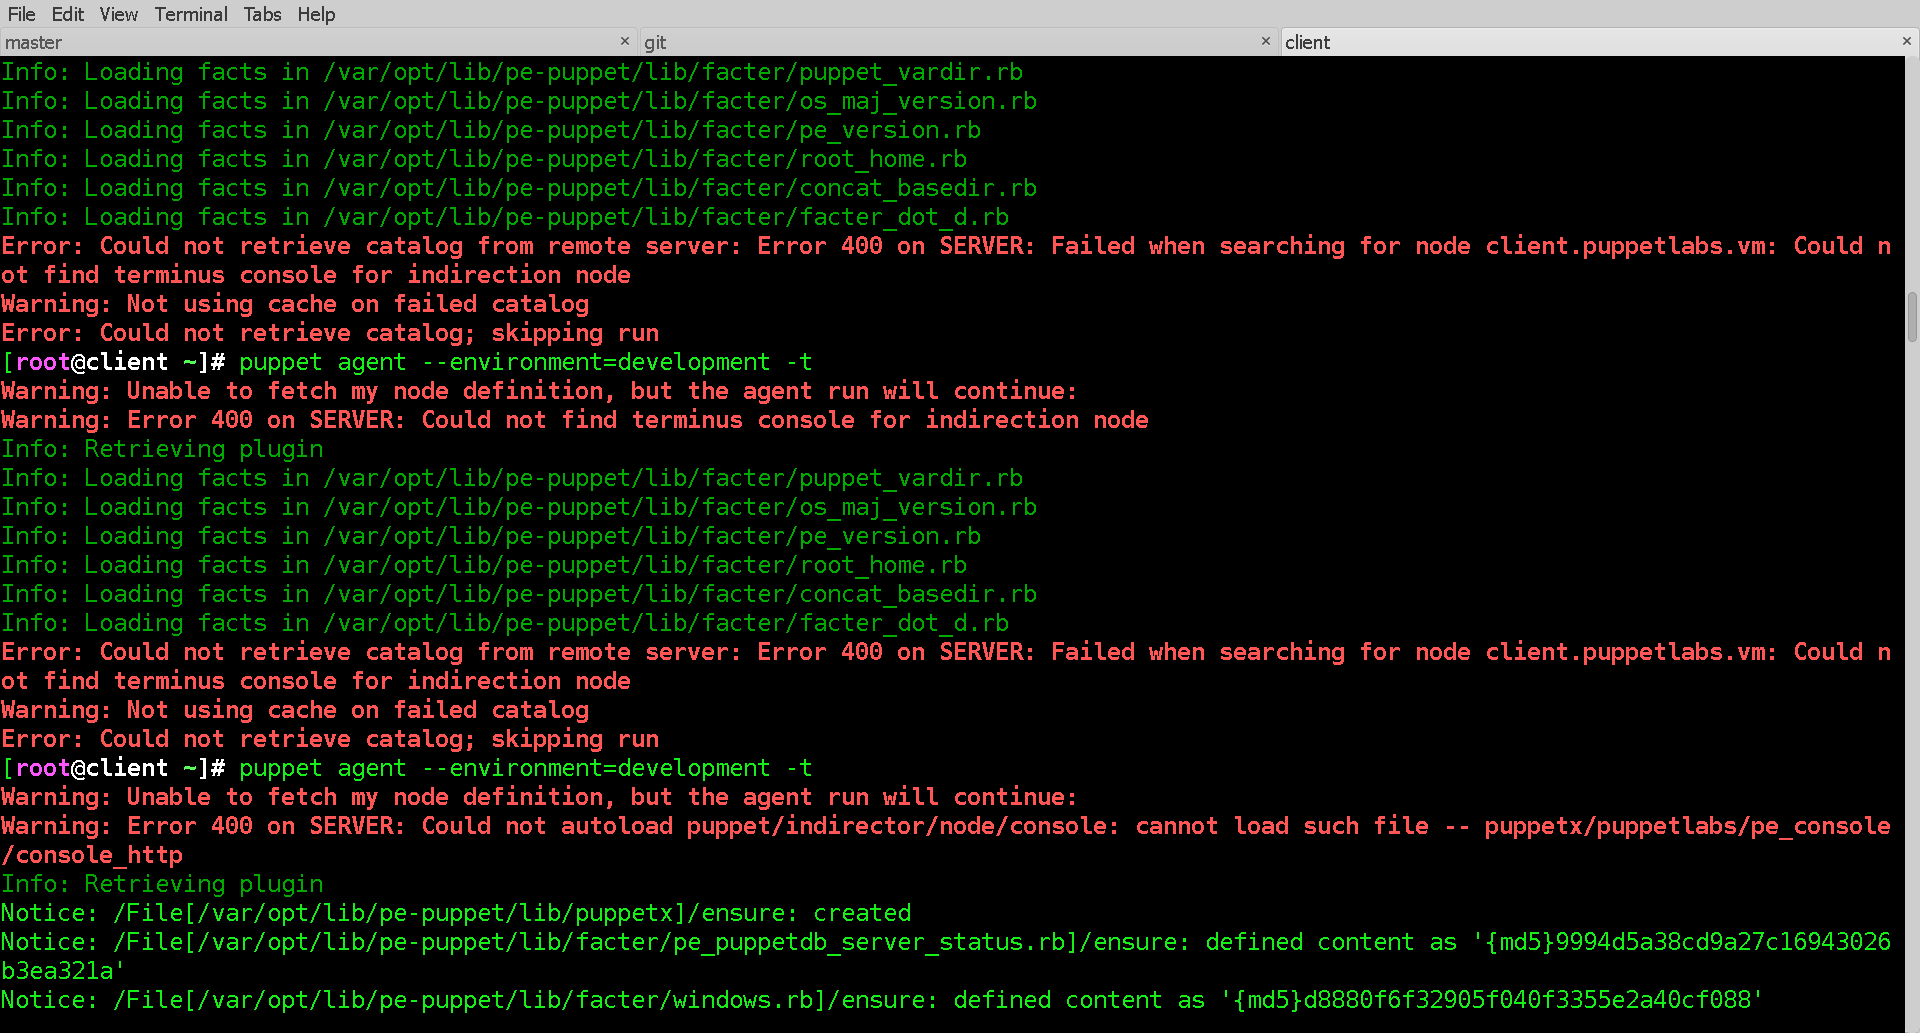 File Edit View Terminal Tabs Help
master × git × client ×
Info: Loading facts in /var/opt/lib/pe-puppet/lib/facter/puppet_vardir.rb
Info: Loading facts in /var/opt/lib/pe-puppet/lib/facter/os_maj_version.rb
Info: Loading facts in /var/opt/lib/pe-puppet/lib/facter/pe_version.rb
Info: Loading facts in /var/opt/lib/pe-puppet/lib/facter/root_home.rb
Info: Loading facts in /var/opt/lib/pe-puppet/lib/facter/concat_basedir.rb
Info: Loading facts in /var/opt/lib/pe-puppet/lib/facter/facter_dot_d.rb
Error: Could not retrieve catalog from remote server: Error 400 on SERVER: Failed when searching for node client.puppetlabs.vm: Could n
ot find terminus console for indirection node
Warning: Not using cache on failed catalog
Error: Could not retrieve catalog; skipping run
[root@client ~]# puppet agent --environment=development -t
Warning: Unable to fetch my node definition, but the agent run will continue:
Warning: Error 400 on SERVER: Could not find terminus console for indirection node
Info: Retrieving plugin
Info: Loading facts in /var/opt/lib/pe-puppet/lib/facter/puppet_vardir.rb
Info: Loading facts in /var/opt/lib/pe-puppet/lib/facter/os_maj_version.rb
Info: Loading facts in /var/opt/lib/pe-puppet/lib/facter/pe_version.rb
Info: Loading facts in /var/opt/lib/pe-puppet/lib/facter/root_home.rb
Info: Loading facts in /var/opt/lib/pe-puppet/lib/facter/concat_basedir.rb
Info: Loading facts in /var/opt/lib/pe-puppet/lib/facter/facter_dot_d.rb
Error: Could not retrieve catalog from remote server: Error 400 on SERVER: Failed when searching for node client.puppetlabs.vm: Could n
ot find terminus console for indirection node
Warning: Not using cache on failed catalog
Error: Could not retrieve catalog; skipping run
[root@client ~]# puppet agent --environment=development -t
Warning: Unable to fetch my node definition, but the agent run will continue:
Warning: Error 400 on SERVER: Could not autoload puppet/indirector/node/console: cannot load such file -- puppetx/puppetlabs/pe_console
/console_http
Info: Retrieving plugin
Notice: /File[/var/opt/lib/pe-puppet/lib/puppetx]/ensure: created
Notice: /File[/var/opt/lib/pe-puppet/lib/facter/pe_puppetdb_server_status.rb]/ensure: defined content as '{md5}9994d5a38cd9a27c16943026
b3ea321a'
Notice: /File[/var/opt/lib/pe-puppet/lib/facter/windows.rb]/ensure: defined content as '{md5}d8880f6f32905f040f3355e2a40cf088'